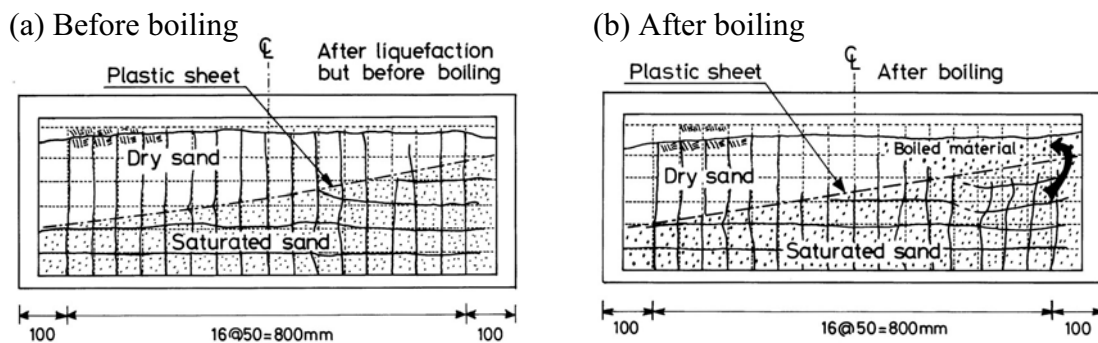 (a) Before boiling
℄
After liquefaction
but before boiling
Plastic sheet
Dry sand
Saturated sand
100
16@50=800mm
100
(b) After boiling
℄
Plastic sheet
After boiling
Boiled material
Dry sand
Saturated sand
100
16@50=800mm
100